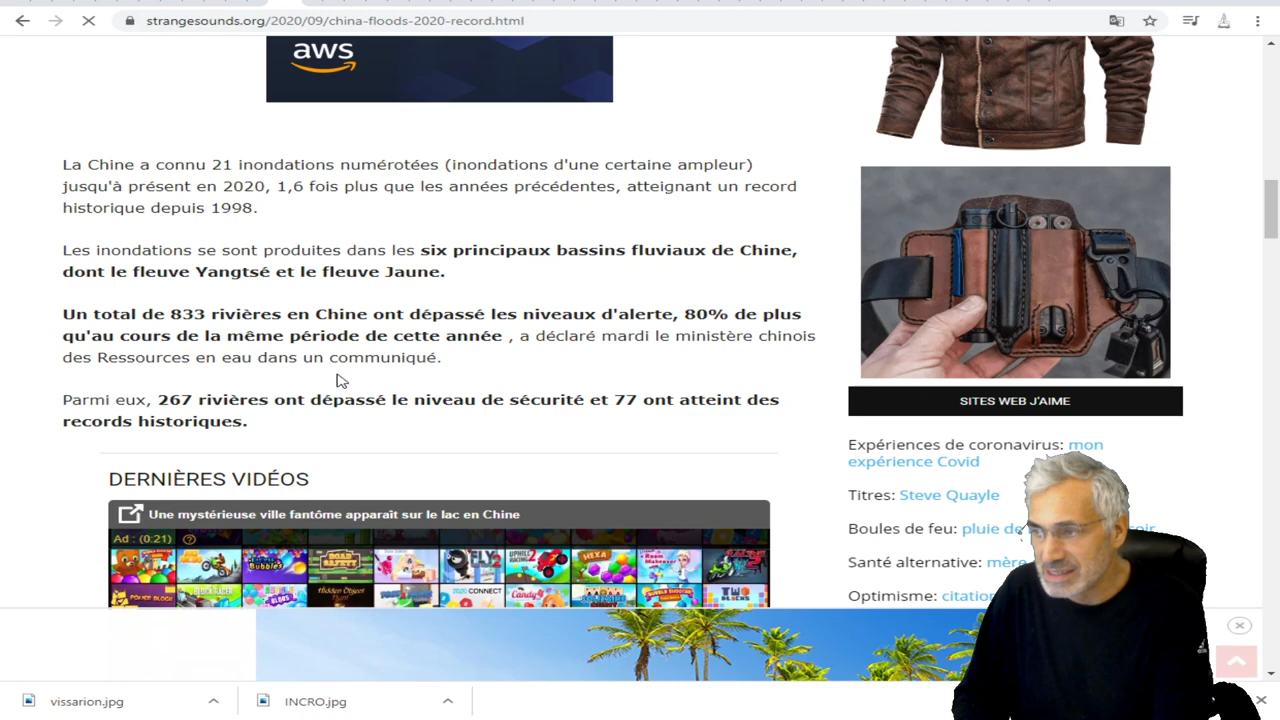 strangesounds.org/2020/09/china-floods-2020-record.html
aws
La Chine a connu 21 inondations numérotées (inondations d'une certaine ampleur)
jusqu'à présent en 2020, 1,6 fois plus que les années précédentes, atteignant un record
historique depuis 1998.
Les inondations se sont produites dans les six principaux bassins fluviaux de Chine,
dont le fleuve Yangtsé et le fleuve Jaune.
Un total de 833 rivières en Chine ont dépassé les niveaux d'alerte, 80% de plus
qu'au cours de la même période de cette année , a déclaré mardi le ministère chinois
des Ressources en eau dans un communiqué.
Parmi eux, 267 rivières ont dépassé le niveau de sécurité et 77 ont atteint des
records historiques.
DERNIÈRES VIDÉOS
Une mystérieuse ville fantôme apparaît sur le lac en Chine
Ad : (0:21)
SITES WEB J'AIME
Expériences de coronavirus: mon
expérience Covid
Titres: Steve Quayle
Boules de feu: pluie de
Santé alternative: mère
Optimisme: citation
vissarion.jpg
INCRO.jpg